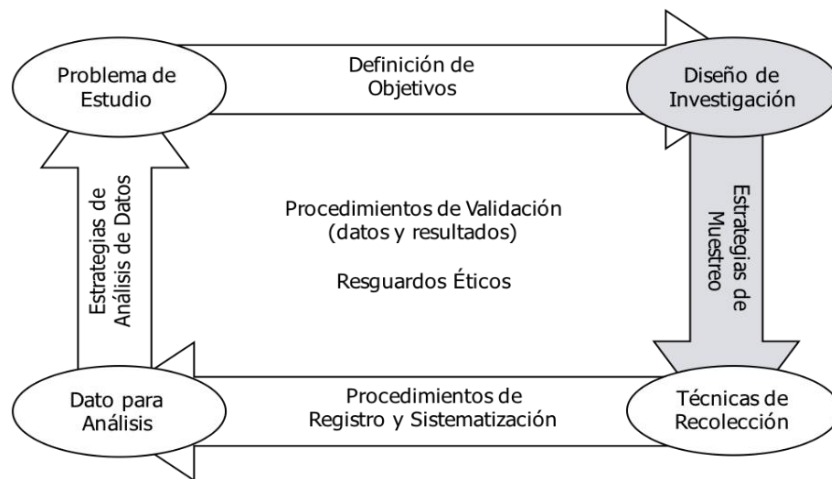 Problema de
Estudio
Definición de
Objetivos
Diseño de
Investigación
Estrategias de
Análisis de Datos
Procedimientos de Validación
(datos y resultados)
Resguardos Éticos
Estrategias de
Muestreo
Dato para
Análisis
Procedimientos de
Registro y Sistematización
Técnicas de
Recolección